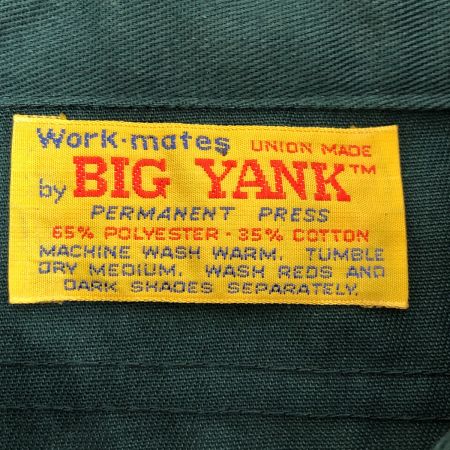 Work-mates UNION MADE
by BIG YANK™
PERMANENT PRESS
65% POLYESTER - 35% COTTON
MACHINE WASH WARM. TUMBLE
DRY MEDIUM. WASH REDS AND
DARK SHADES SEPARATELY.